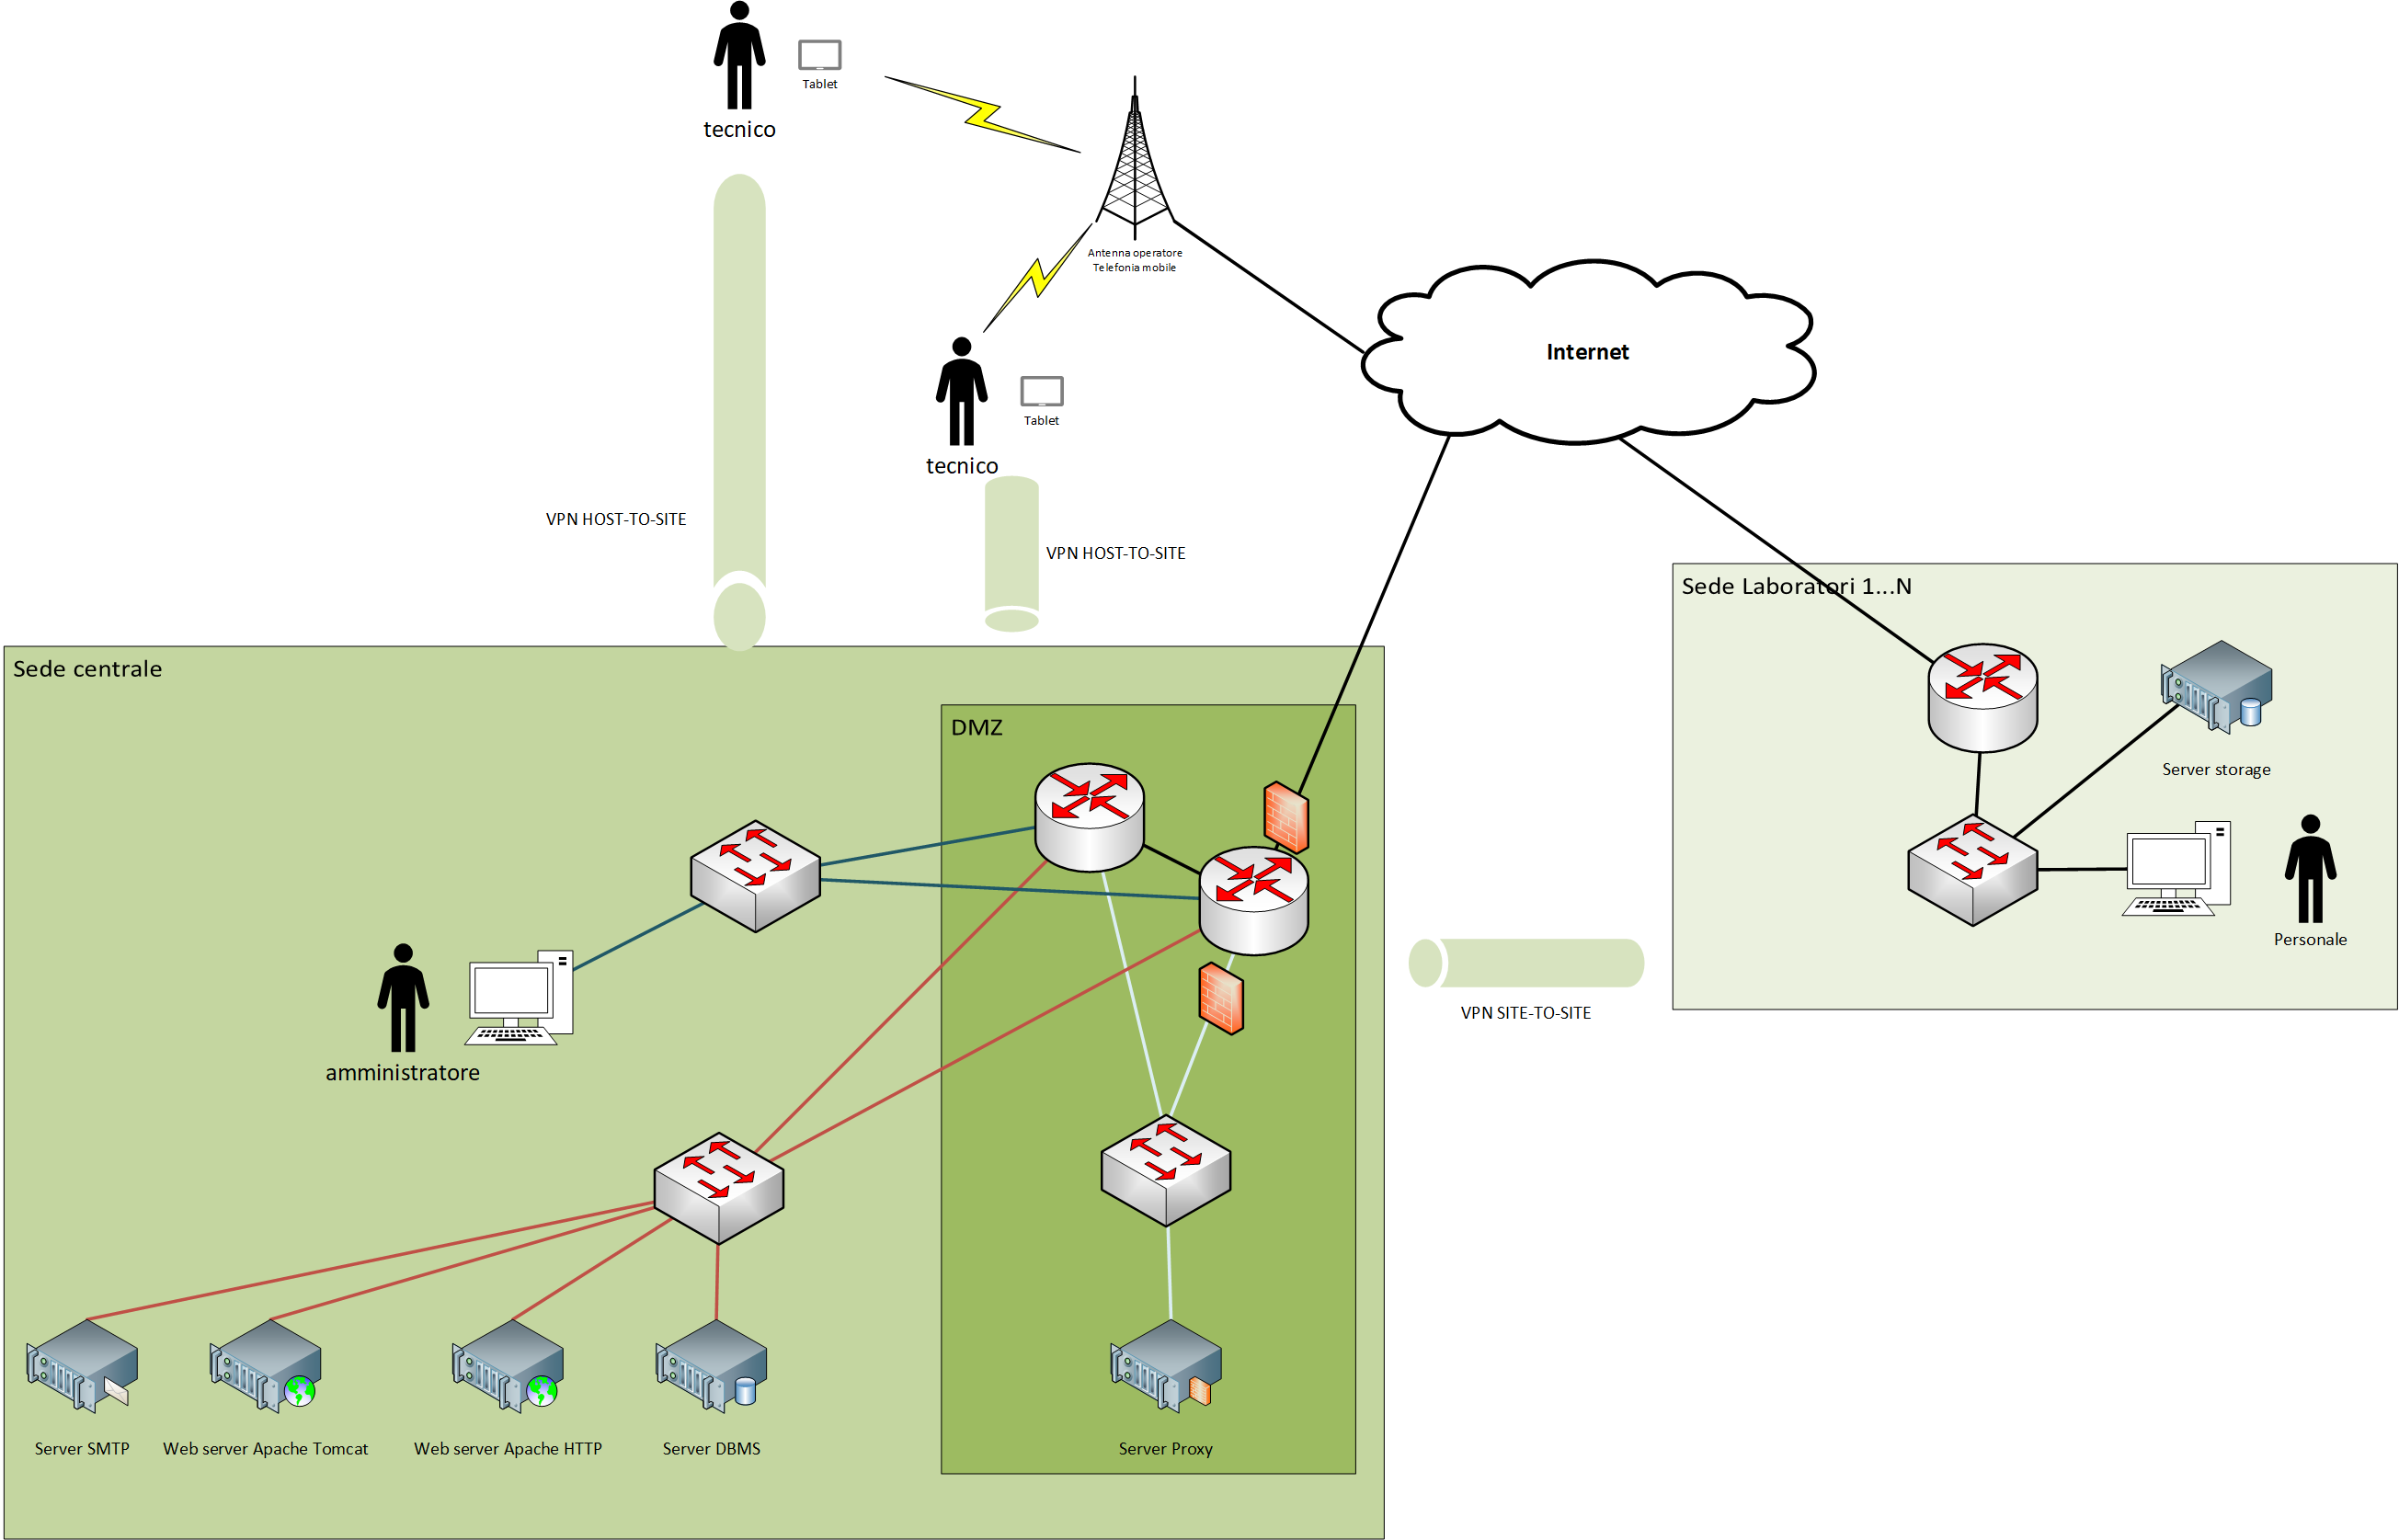 Tablet
tecnico
Antenna operatore
Telefonia mobile
Internet
Tablet
tecnico
VPN HOST-TO-SITE
VPN HOST-TO-SITE
Sede Laboratori 1...N
Sede centrale
DMZ
Server storage
Personale
VPN SITE-TO-SITE
amministratore
Server SMTP
Web server Apache Tomcat
Web server Apache HTTP
Server DBMS
Server Proxy